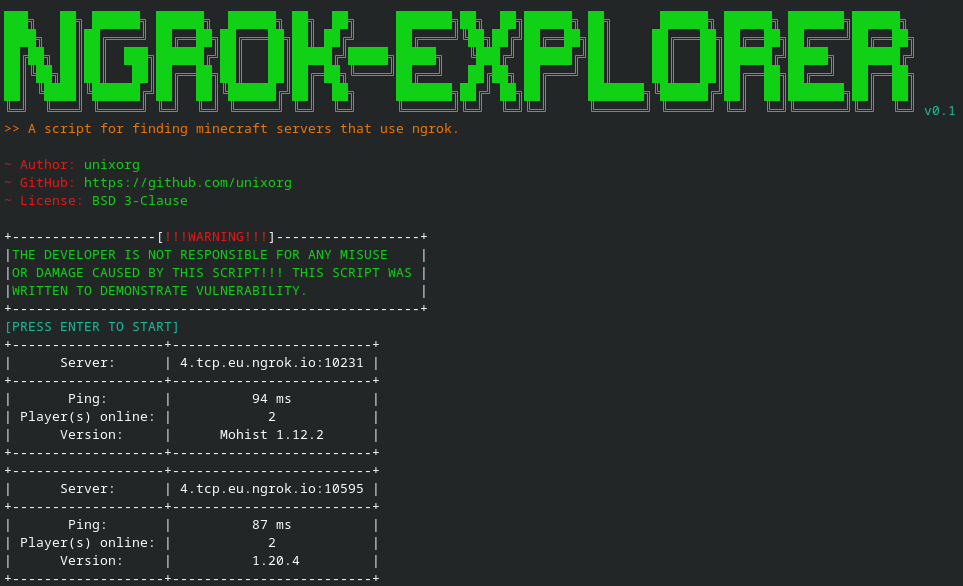 NGROK-EXPLORER v0.1
>> A script for finding minecraft servers that use ngrok.
~ Author: unixorg
~ GitHub: https://github.com/unixorg
~ License: BSD 3-Clause
+------------------[!!!WARNING!!!]------------------+
|THE DEVELOPER IS NOT RESPONSIBLE FOR ANY MISUSE    |
|OR DAMAGE CAUSED BY THIS SCRIPT!!! THIS SCRIPT WAS |
|WRITTEN TO DEMONSTRATE VULNERABILITY.              |
+---------------------------------------------------+
[PRESS ENTER TO START]
+-------------------+-------------------------+
|      Server:      | 4.tcp.eu.ngrok.io:10231 |
+-------------------+-------------------------+
|       Ping:       |          94 ms          |
| Player(s) online: |            2            |
|      Version:     |      Mohist 1.12.2      |
+-------------------+-------------------------+
+-------------------+-------------------------+
|      Server:      | 4.tcp.eu.ngrok.io:10595 |
+-------------------+-------------------------+
|       Ping:       |          87 ms          |
| Player(s) online: |            2            |
|      Version:     |          1.20.4         |
+-------------------+-------------------------+